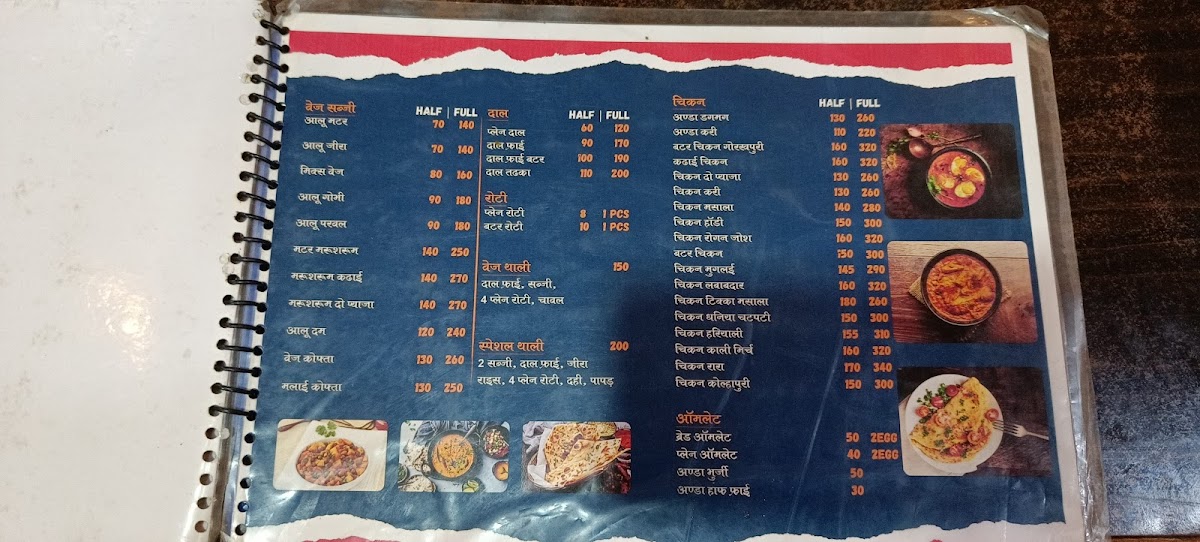 वेज सब्जी HALF | FULL
आलू मटर 70 140
आलू जीरा 70 140
मिक्स वेज 80 160
आलू गोभी 90 180
आलू परवल 90 180
मटर मशरूम 140 250
मशरूम कढाई 140 270
मशरूम दो प्याजा 140 270
आलू दम 120 240
वेज कोफ्ता 130 260
मलाई कोफ्ता 130 250
दाल HALF | FULL
प्लेन दाल 60 120
दाल फ्राई 90 170
दाल फ्राई बटर 100 190
दाल तढका 110 200
रोटी
प्लेन रोटी 8 1 PCS
बटर रोटी 10 1 PCS
वेज थाली 150
दाल फ्राई, सब्जी,
4 प्लेन रोटी, चावल
स्पेशल थाली 200
2 सब्जी, दाल फ्राई, जीरा
राइस, 4 प्लेन रोटी, दही, पापड़
चिकन HALF | FULL
अण्डा डगमग 130 260
अण्डा करी 110 220
बटर चिकन गोरखपुरी 160 320
कढाई चिकन 160 320
चिकन दो प्याजा 130 260
चिकन करी 130 260
चिकन मसाला 140 280
चिकन हॉडी 150 300
चिकन रोगन जोश 160 320
बटर चिकन 150 300
चिकन मुगलई 145 290
चिकन लबाबदार 160 320
चिकन टिक्का मसाला 180 260
चिकन धनिया चटपटी 150 300
चिकन हरियाली 155 310
चिकन काली मिर्च 160 320
चिकन रारा 170 340
चिकन कोल्हापुरी 150 300
ऑमलेट
ब्रेड ऑमलेट 50 2EGG
प्लेन ऑमलेट 40 2EGG
अण्डा भुर्जी 50
अण्डा हाफ फ्राई 30